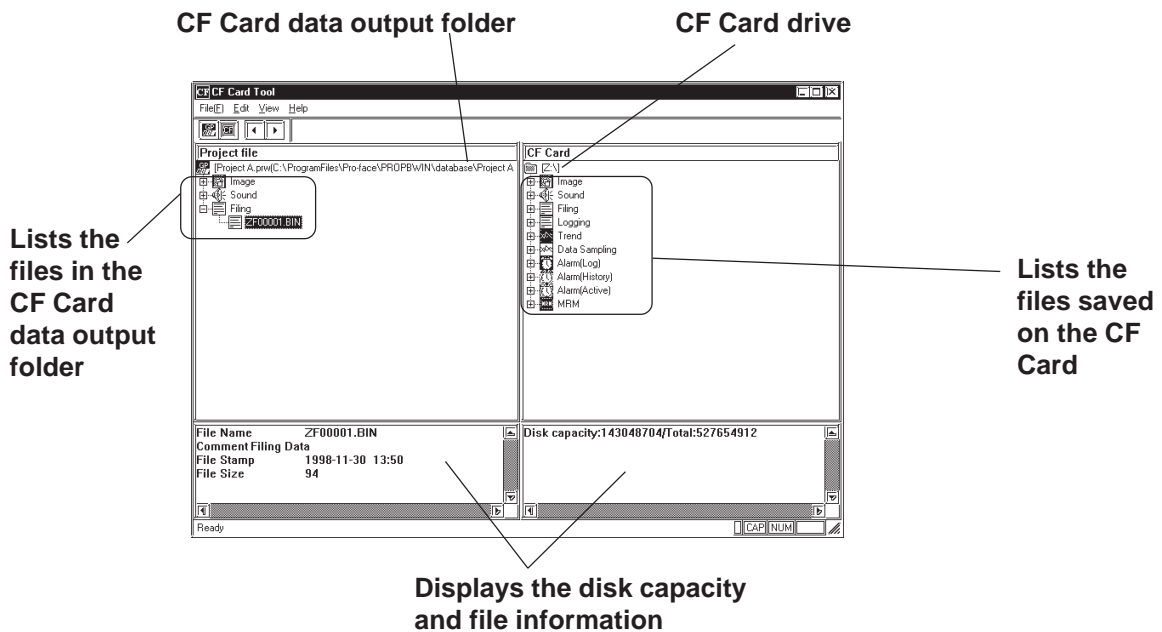 CF Card data output folder
CF Card drive
CF CF Card Tool
File[F] Edit View Help
GP CF
Project file
CF Card
GP [Project A.prw(C:\ProgramFiles\Pro-face\PROPBWIN\database\Project A
[Z:\]
Image
Sound
Filing
ZF00001.BIN
Image
Sound
Filing
Logging
Trend
Data Sampling
Alarm(Log)
Alarm(History)
Alarm(Active)
MRM
Lists the
files in the
CF Card
data output
folder
Lists the
files saved
on the CF
Card
File Name ZF00001.BIN
Comment Filing Data
File Stamp 1998-11-30 13:50
File Size 94
Disk capacity:143048704/Total:527654912
Ready
CAP NUM
Displays the disk capacity
and file information